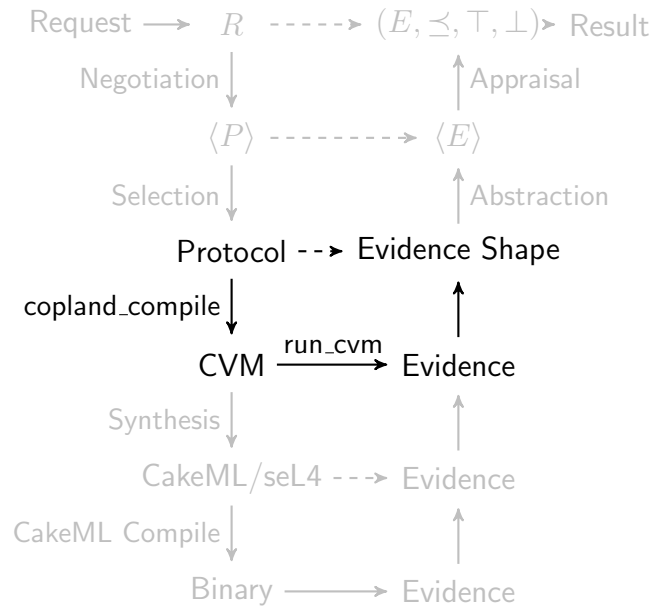 Request R (E, ⪯, ⊤, ⊥) Result
Negotiation Appraisal
⟨P⟩ ⟨E⟩
Selection Abstraction
Protocol Evidence Shape
copland_compile
run_cvm
CVM Evidence
Synthesis
CakeML/seL4 Evidence
CakeML Compile
Binary Evidence